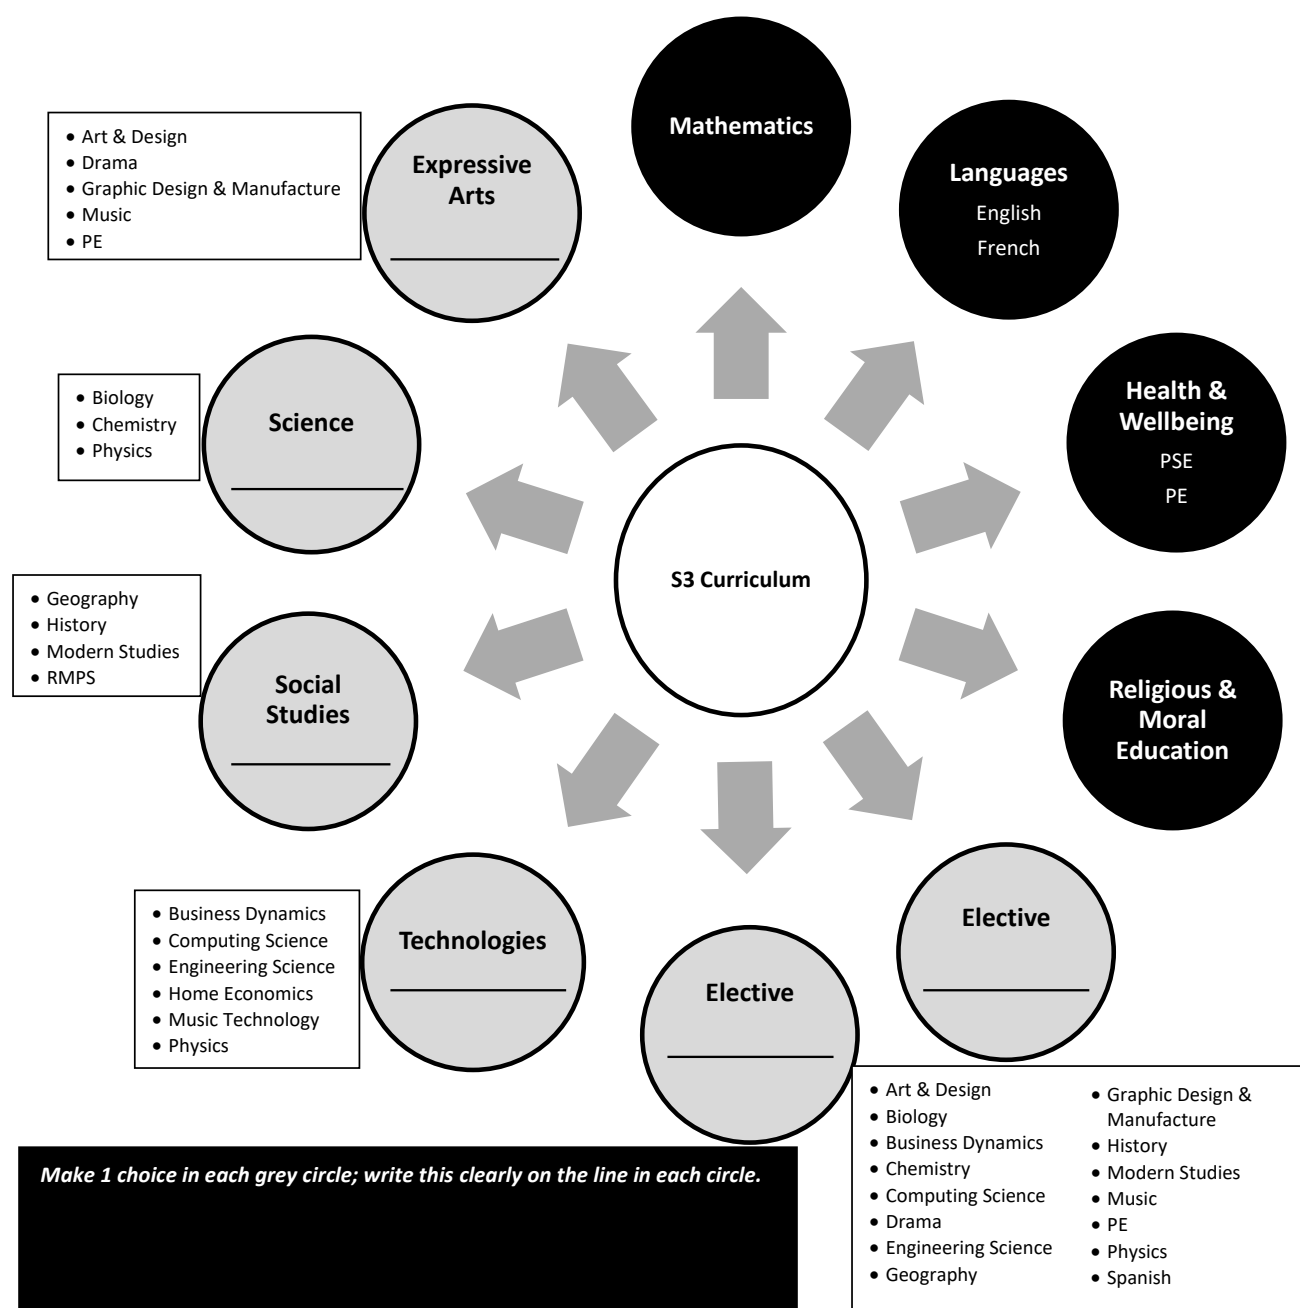 Mathematics
Languages
English
French
Health &
Wellbeing
PSE
PE
Religious &
Moral
Education
Elective
Elective
• Art & Design
• Biology
• Business Dynamics
• Chemistry
• Computing Science
• Drama
• Engineering Science
• Geography
• Graphic Design &
Manufacture
• History
• Modern Studies
• Music
• PE
• Physics
• Spanish
Technologies
• Business Dynamics
• Computing Science
• Engineering Science
• Home Economics
• Music Technology
• Physics
Social
Studies
• Geography
• History
• Modern Studies
• RMPS
Science
• Biology
• Chemistry
• Physics
Expressive
Arts
• Art & Design
• Drama
• Graphic Design & Manufacture
• Music
• PE
S3 Curriculum
Make 1 choice in each grey circle; write this clearly on the line in each circle.